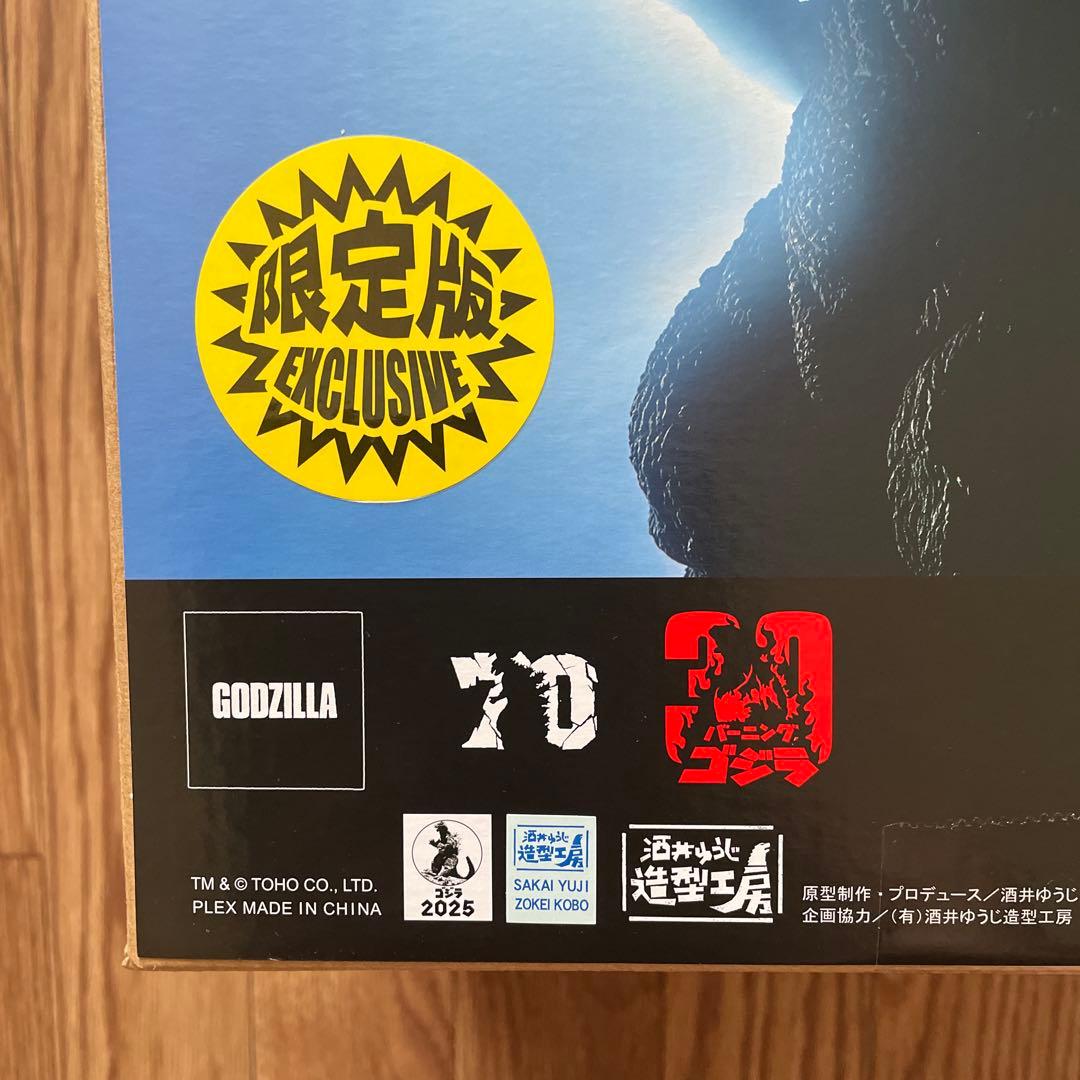 限定版
EXCLUSIVE
GODZILLA
70
30
バーニング
ゴジラ
TM & © TOHO CO., LTD.
PLEX MADE IN CHINA
ゴジラ
2025
酒井ゆうじ
造型工房
SAKAI YUJI
ZOKEI KOBO
酒井ゆうじ
造型工房
原型制作・プロデュース／酒井ゆうじ
企画協力／(有)酒井ゆうじ造型工房